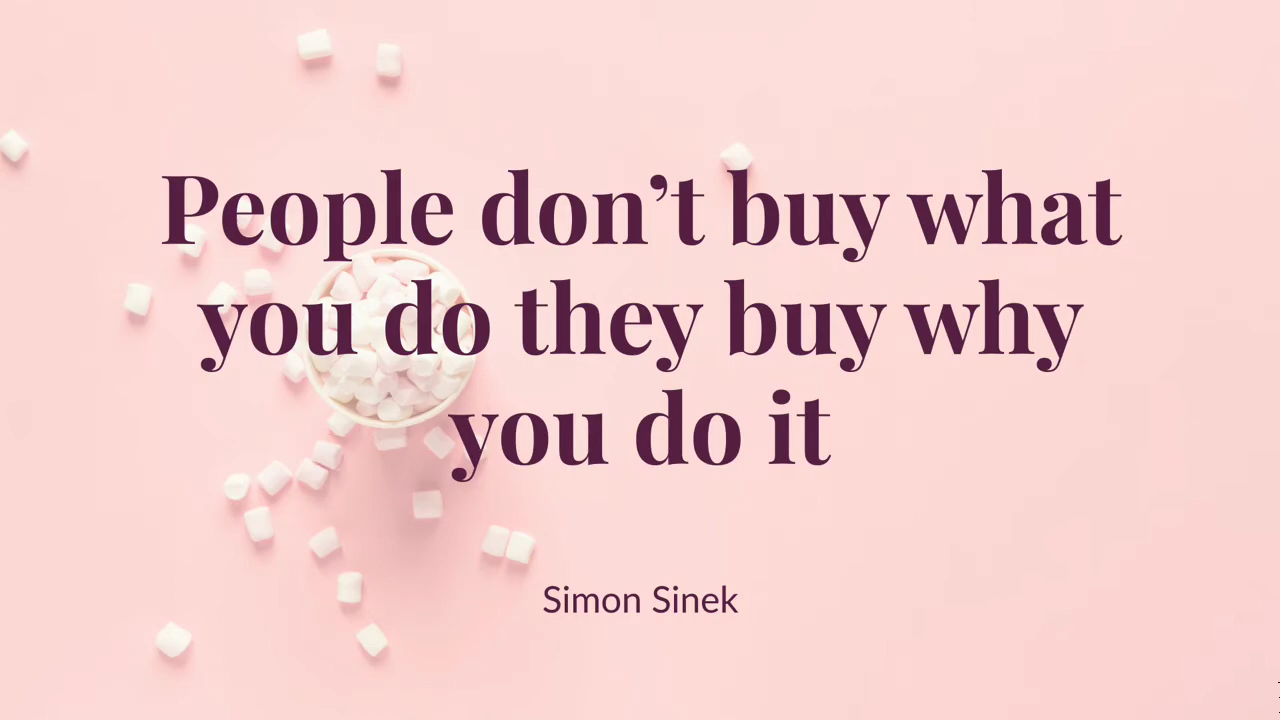 People don’t buy what
you do they buy why
you do it
Simon Sinek